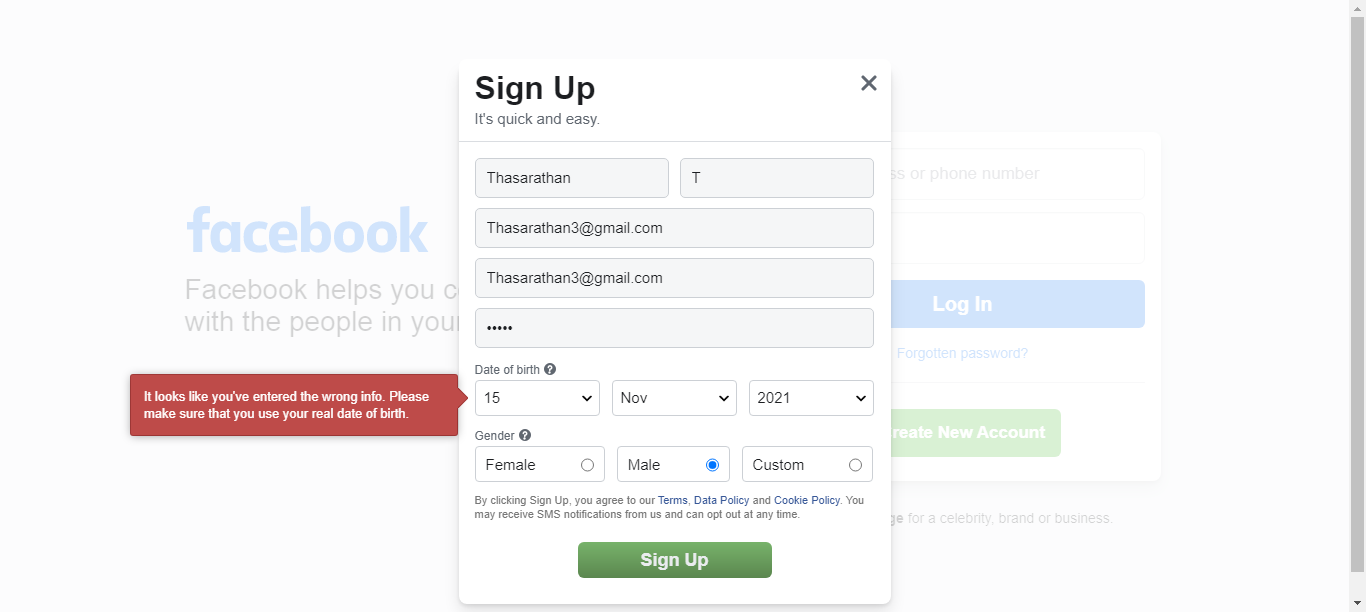 Sign Up
It's quick and easy.
Thasarathan T
Thasarathan3@gmail.com
Thasarathan3@gmail.com
•••••
Date of birth ?
15 Nov 2021
It looks like you've entered the wrong info. Please
make sure that you use your real date of birth.
Gender ?
Female Male Custom
By clicking Sign Up, you agree to our Terms, Data Policy and Cookie Policy. You
may receive SMS notifications from us and can opt out at any time.
Sign Up
facebook
Facebook helps you c
with the people in your
ss or phone number
Log In
Forgotten password?
reate New Account
ge for a celebrity, brand or business.